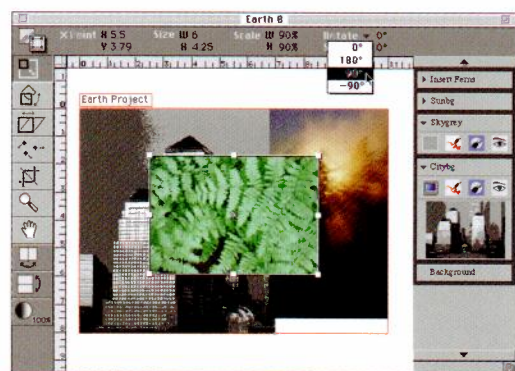 Earth @
Point X 5.5 Size W 6 Scale W 90% Rotate 0°
Y 3.79 H 4.25 H 90% 0°
0°
180°
90°
-90°
Earth Project
Insert Ferns
Sunbg
Skygrey
Citybg
Background
100%